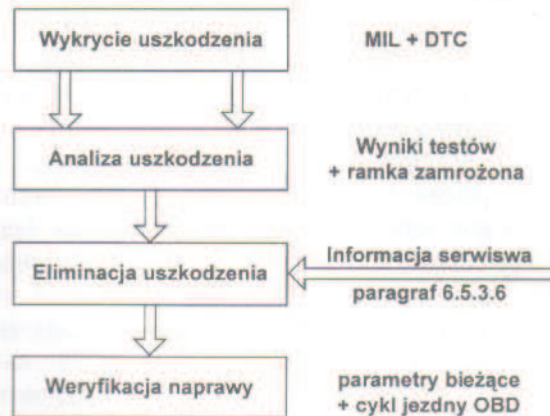 Wykrycie uszkodzenia
MIL + DTC
Analiza uszkodzenia
Wyniki testów
+ ramka zamrożona
Eliminacja uszkodzenia
Informacja serwiswa
paragraf 6.5.3.6
Weryfikacja naprawy
parametry bieżące
+ cykl jezdny OBD